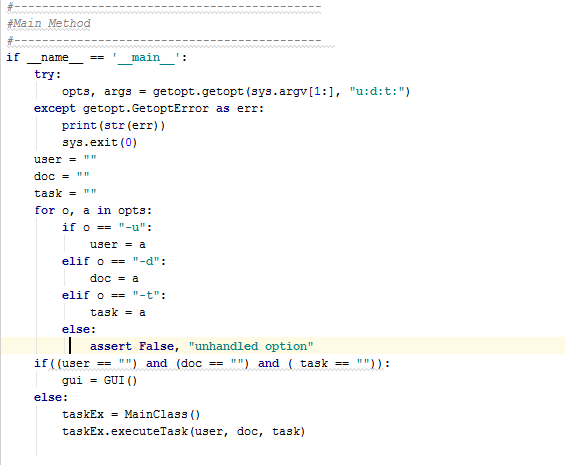 #--------------------------------------------
#Main Method
#--------------------------------------------
if __name__ == '__main__':
    try:
        opts, args = getopt.getopt(sys.argv[1:], "u:d:t:")
    except getopt.GetoptError as err:
        print(str(err))
        sys.exit(0)
    user = ""
    doc = ""
    task = ""
    for o, a in opts:
        if o == "-u":
            user = a
        elif o == "-d":
            doc = a
        elif o == "-t":
            task = a
        else:
            assert False, "unhandled option"
    if((user == "") and (doc == "") and ( task == "")):
        gui = GUI()
    else:
        taskEx = MainClass()
        taskEx.executeTask(user, doc, task)